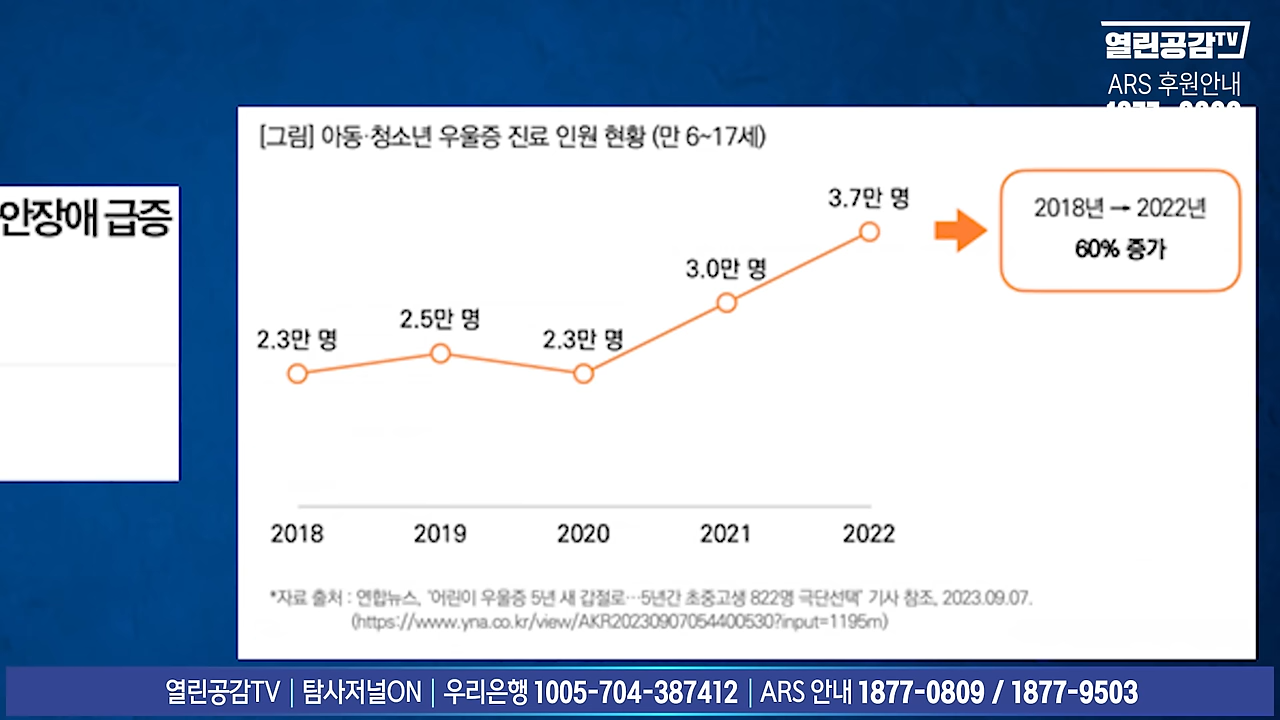 열린공감TV
ARS 후원안내
안장애 급증
[그림] 아동·청소년 우울증 진료 인원 현황 (만 6~17세)
3.7만 명
3.0만 명
2.5만 명
2.3만 명
2.3만 명
2018년 → 2022년
60% 증가
2018
2019
2020
2021
2022
*자료 출처 : 연합뉴스, '어린이 우울증 5년 새 갑절로…5년간 초중고생 822명 극단선택' 기사 참조, 2023.09.07.
(https://www.yna.co.kr/view/AKR20230907054400530?input=1195m)
열린공감TV | 탐사저널ON | 우리은행 1005-704-387412 | ARS 안내 1877-0809 / 1877-9503